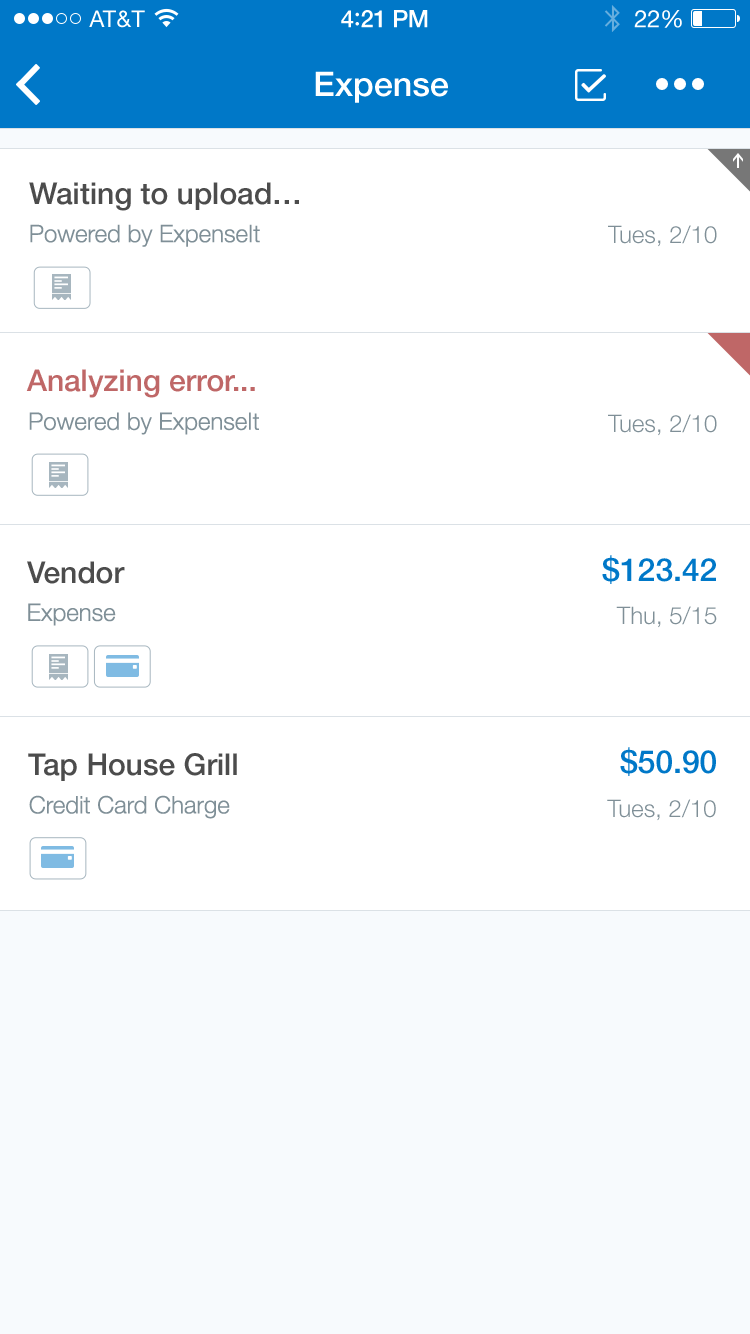 AT&T 4:21 PM 22%
Expense
Waiting to upload...
Powered by ExpenseIt Tues, 2/10
Analyzing error...
Powered by ExpenseIt Tues, 2/10
Vendor $123.42
Expense Thu, 5/15
Tap House Grill $50.90
Credit Card Charge Tues, 2/10